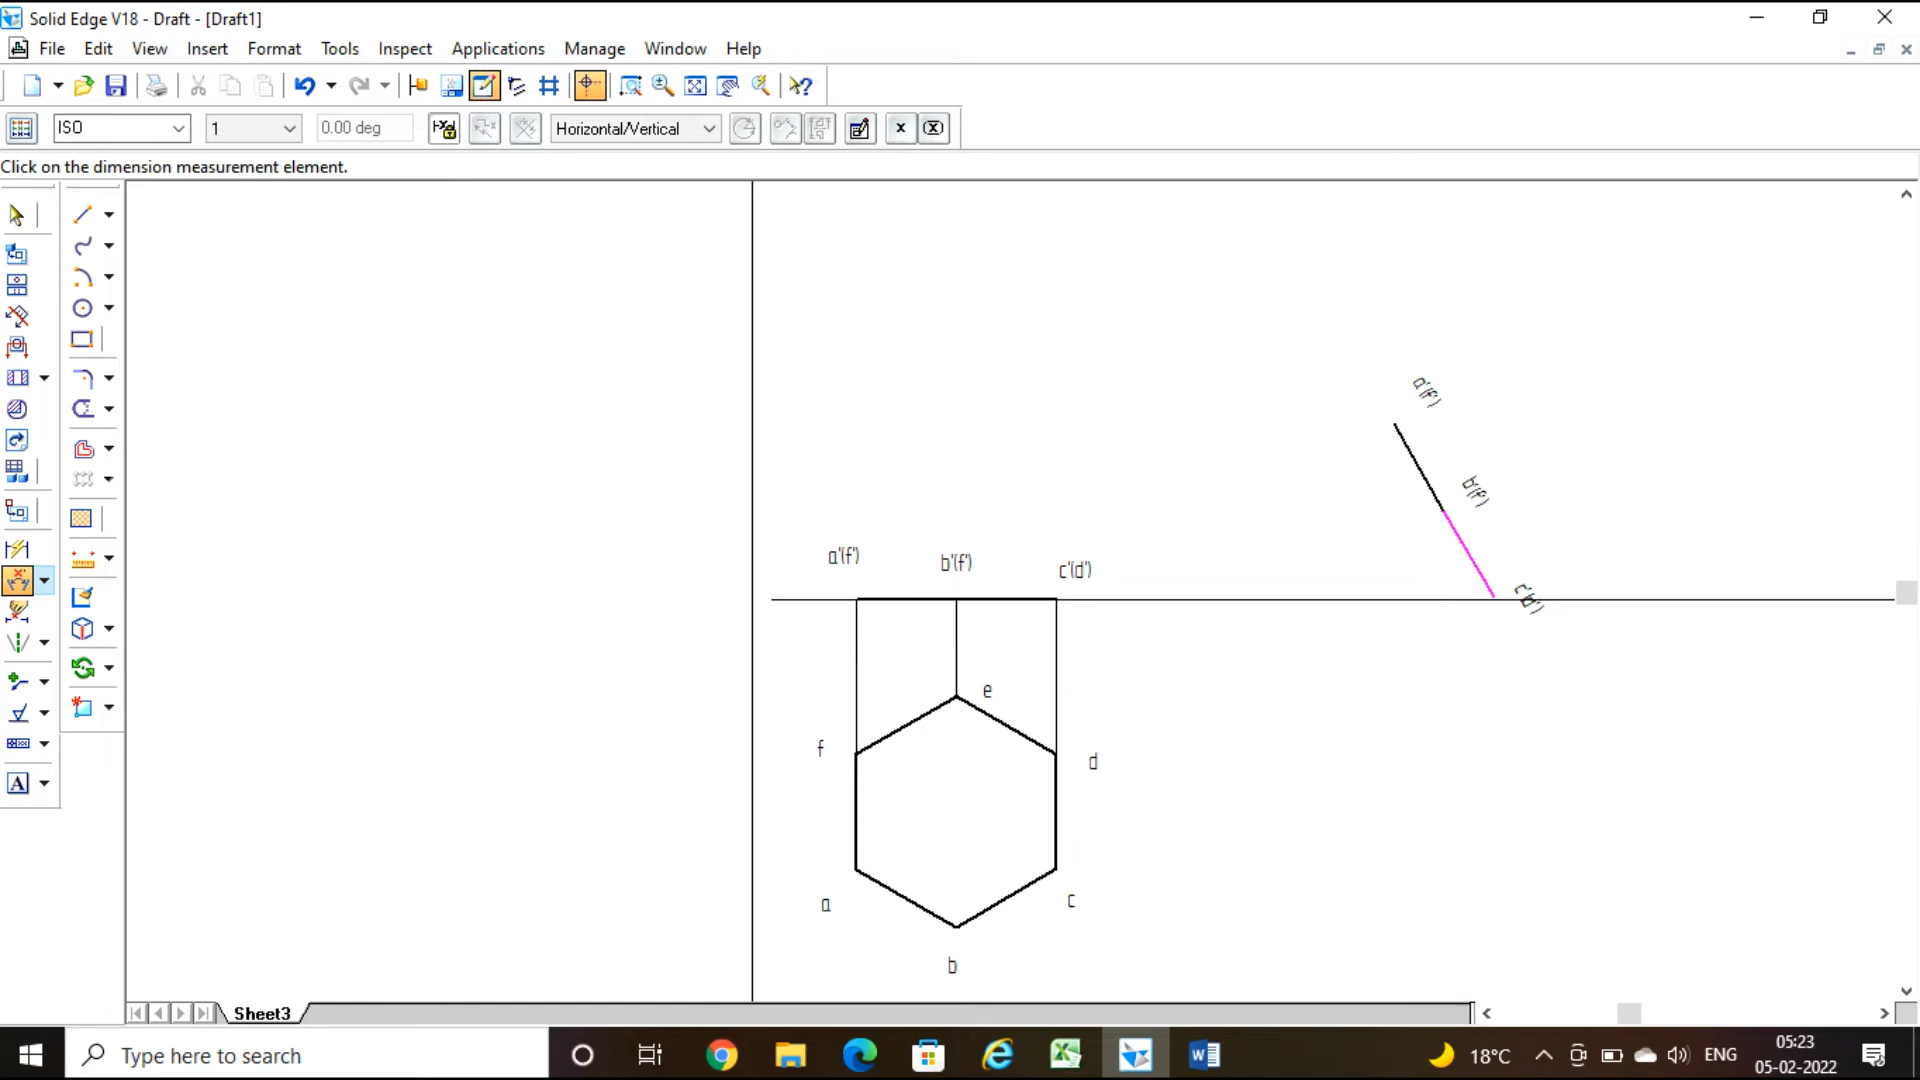 Solid Edge V18 - Draft - [Draft1]
File Edit View Insert Format Tools Inspect Applications Manage Window Help
ISO 1 0.00 deg Horizontal/Vertical
Click on the dimension measurement element.
a'(f')
b'(f')
c'(d')
a'(f')
b'(f')
c'(d')
e
f
d
a
c
b
Sheet3
Type here to search
18°C
ENG
05:23
05-02-2022